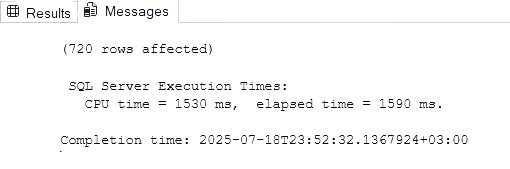 Results Messages
(720 rows affected)
SQL Server Execution Times:
CPU time = 1530 ms,  elapsed time = 1590 ms.
Completion time: 2025-07-18T23:52:32.1367924+03:00